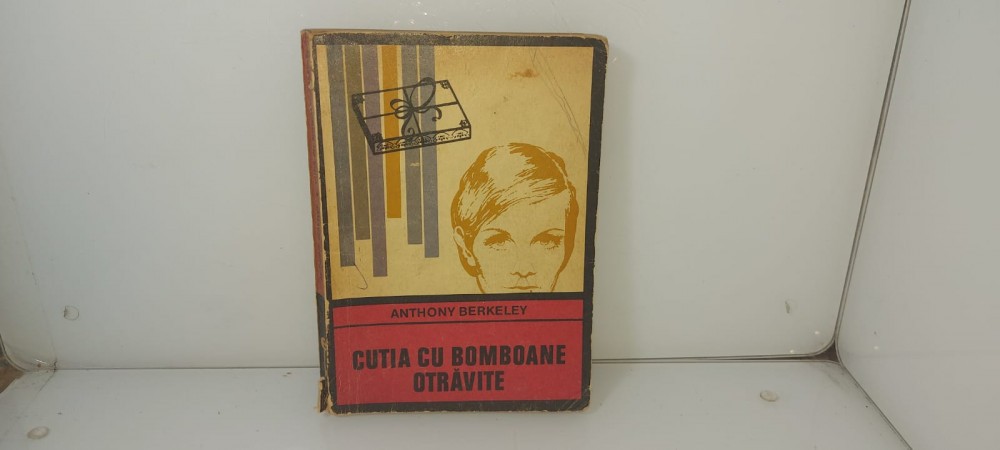 ANTHONY BERKELEY
CUTIA CU BOMBOANE
OTRĂVITE